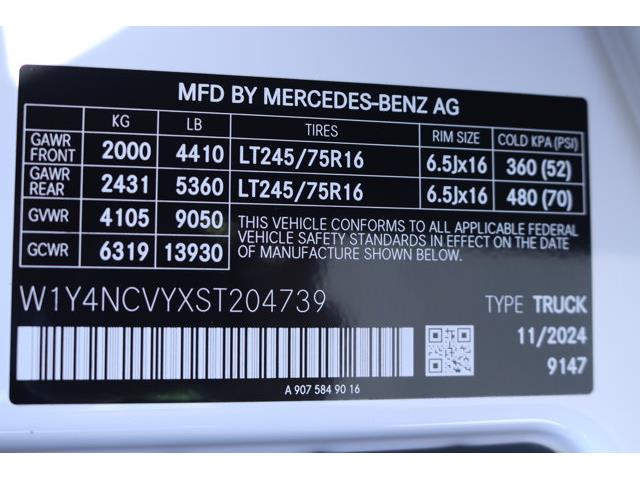 MFD BY MERCEDES-BENZ AG
KG LB TIRES RIM SIZE COLD KPA (PSI)
GAWR FRONT 2000 4410 LT245/75R16 6.5Jx16 360 (52)
GAWR REAR 2431 5360 LT245/75R16 6.5Jx16 480 (70)
GVWR 4105 9050
GCWR 6319 13930
THIS VEHICLE CONFORMS TO ALL APPLICABLE FEDERAL
VEHICLE SAFETY STANDARDS IN EFFECT ON THE DATE
OF MANUFACTURE SHOWN HERE.
W1Y4NCVYXST204739 TYPE TRUCK
11/2024
9147
A 907 584 90 16